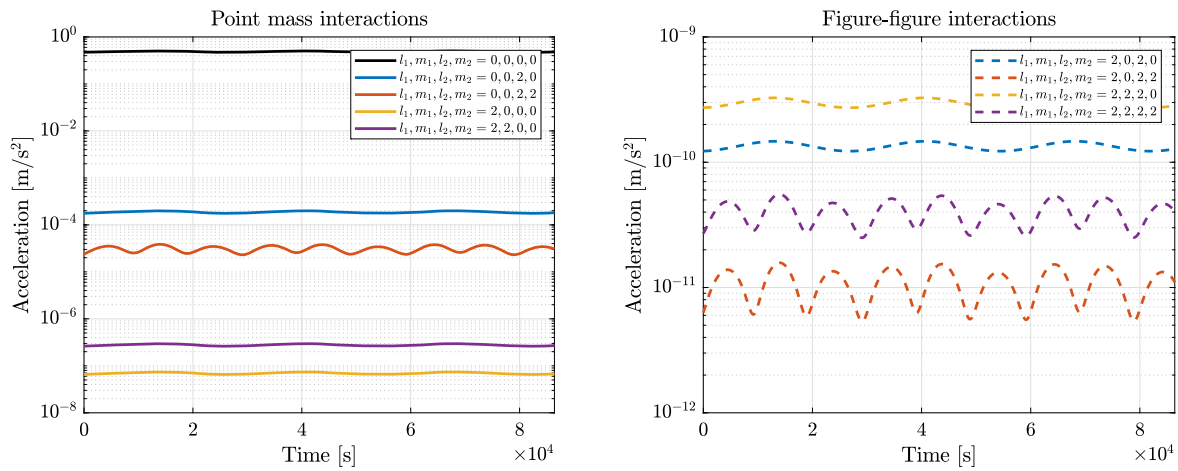 Point mass interactions
10^0
10^-2
10^-4
10^-6
10^-8
Acceleration [m/s^2]
l_1, m_1, l_2, m_2 = 0,0,0,0
l_1, m_1, l_2, m_2 = 0,0,2,0
l_1, m_1, l_2, m_2 = 0,0,2,2
l_1, m_1, l_2, m_2 = 2,0,0,0
l_1, m_1, l_2, m_2 = 2,2,0,0
0 2 4 6 8
×10^4
Time [s]
Figure-figure interactions
10^-9
10^-10
10^-11
10^-12
Acceleration [m/s^2]
l_1, m_1, l_2, m_2 = 2,0,2,0
l_1, m_1, l_2, m_2 = 2,0,2,2
l_1, m_1, l_2, m_2 = 2,2,2,0
l_1, m_1, l_2, m_2 = 2,2,2,2
0 2 4 6 8
×10^4
Time [s]